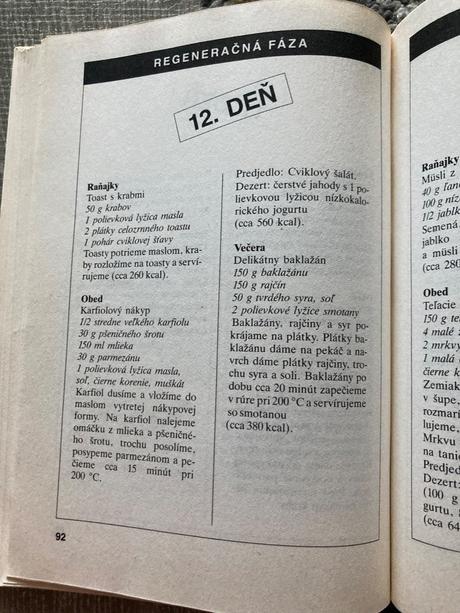 REGENERAČNÁ FÁZA
12. DEŇ
Raňajky
Toast s krabmi
50 g krabov
1 polievková lyžica masla
2 plátky celozrnného toastu
1 pohár cviklovej šťavy
Toasty potrieme maslom, kra-
by rozložíme na toasty a serví-
rujeme (cca 260 kcal).
Obed
Karfiolový nákyp
1/2 stredne veľkého karfiolu
30 g pšeničného šrotu
150 ml mlieka
30 g parmezánu
1 polievková lyžica masla,
soľ, čierne korenie, muškát
Karfiol dusíme a vložíme do
maslom vytretej nákypovej
formy. Na karfiol nalejeme
omáčku z mlieka a pšeničné-
ho šrotu, trochu posolíme,
posypeme parmezánom a pe-
čieme cca 15 minút pri
200 °C.
Predjedlo: Cviklový šalát.
Dezert: čerstvé jahody s 1 po-
lievkovou lyžicou nízkokalo-
rického jogurtu
(cca 560 kcal).
Večera
Delikátny baklažán
150 g baklažánu
150 g rajčín
50 g tvrdého syra, soľ
2 polievkové lyžice smotany
Baklažány, rajčiny a syr po-
krájame na plátky. Plátky ba-
klažánu dáme na pekáč a na-
vrch dáme plátky rajčiny, tro-
chu syra a soli. Baklažány po
dobu cca 20 minút zapečieme
v rúre pri 200 °C a servírujeme
so smotanou
(cca 380 kcal).
92
Raňajky
Müsli z
40 g
100 g
1/2 jablk
Semená
jablko
a müsli
(cca 280
Obed
Teľacie
150 g
4 malé
2 mrkvy
1 malá
čierne k
Zemiak
v šupe,
rozmari
lujeme,
Mrkvu
na tanie
Predjed
Dezert:
(100 g
gurtu,
(cca 64